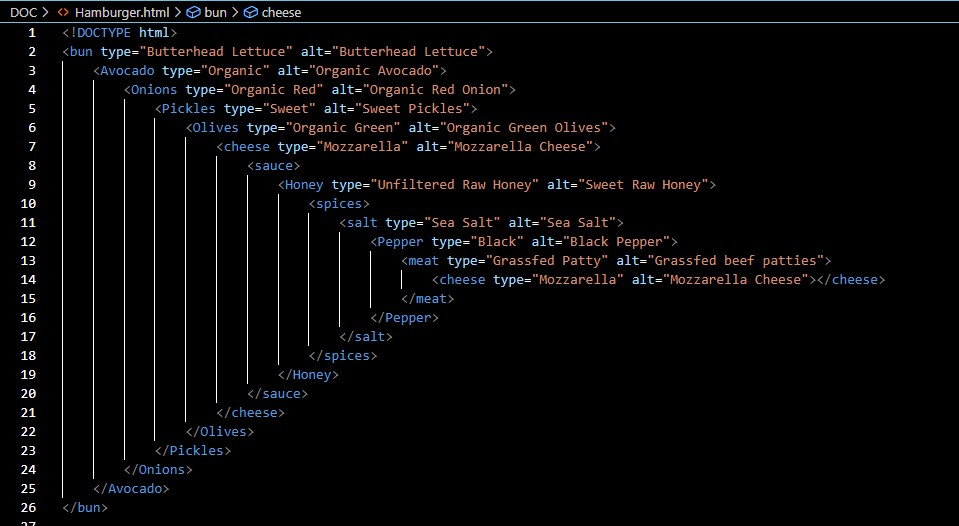 DOC > <> Hamburger.html > bun > cheese
1 <!DOCTYPE html>
2 <bun type="Butterhead Lettuce" alt="Butterhead Lettuce">
3 <Avocado type="Organic" alt="Organic Avocado">
4 <Onions type="Organic Red" alt="Organic Red Onion">
5 <Pickles type="Sweet" alt="Sweet Pickles">
6 <Olives type="Organic Green" alt="Organic Green Olives">
7 <cheese type="Mozzarella" alt="Mozzarella Cheese">
8 <sauce>
9 <Honey type="Unfiltered Raw Honey" alt="Sweet Raw Honey">
10 <spices>
11 <salt type="Sea Salt" alt="Sea Salt">
12 <Pepper type="Black" alt="Black Pepper">
13 <meat type="Grassfed Patty" alt="Grassfed beef patties">
14 <cheese type="Mozzarella" alt="Mozzarella Cheese"></cheese>
15 </meat>
16 </Pepper>
17 </salt>
18 </spices>
19 </Honey>
20 </sauce>
21 </cheese>
22 </Olives>
23 </Pickles>
24 </Onions>
25 </Avocado>
26 </bun>
27